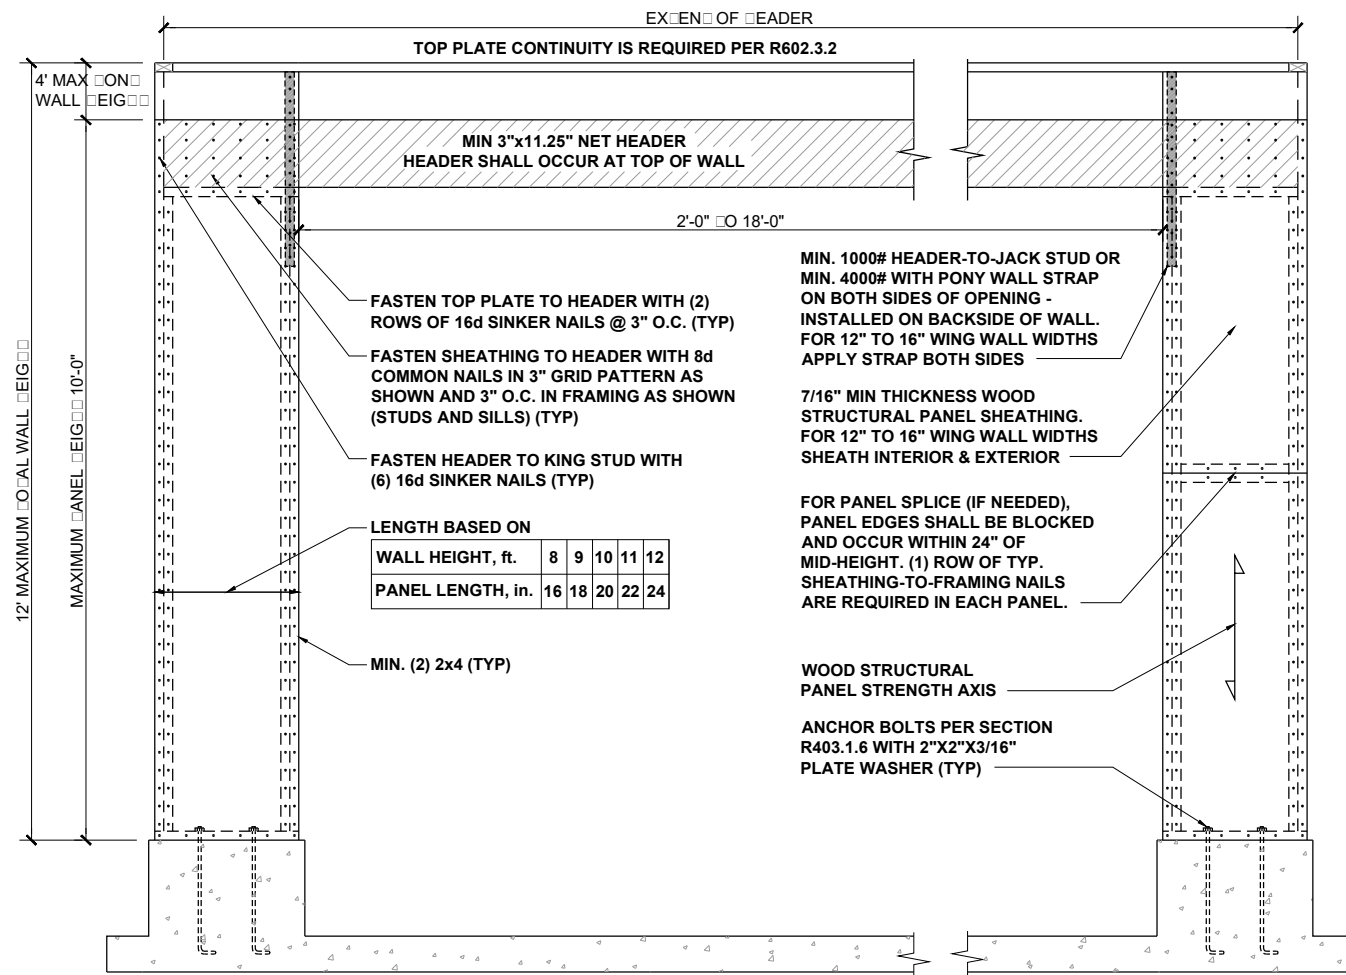 EX□EN□ OF □EADER
TOP PLATE CONTINUITY IS REQUIRED PER R602.3.2
4' MAX □ON□
WALL □EIG□□
MIN 3"x11.25" NET HEADER
HEADER SHALL OCCUR AT TOP OF WALL
2'-0" □O 18'-0"
12' MAXIMUM □O□AL WALL □EIG□□
MAXIMUM □ANEL □EIG□□ 10'-0"
FASTEN TOP PLATE TO HEADER WITH (2)
ROWS OF 16d SINKER NAILS @ 3" O.C. (TYP)
FASTEN SHEATHING TO HEADER WITH 8d
COMMON NAILS IN 3" GRID PATTERN AS
SHOWN AND 3" O.C. IN FRAMING AS SHOWN
(STUDS AND SILLS) (TYP)
FASTEN HEADER TO KING STUD WITH
(6) 16d SINKER NAILS (TYP)
LENGTH BASED ON
WALL HEIGHT, ft. 8 9 10 11 12
PANEL LENGTH, in. 16 18 20 22 24
MIN. (2) 2x4 (TYP)
MIN. 1000# HEADER-TO-JACK STUD OR
MIN. 4000# WITH PONY WALL STRAP
ON BOTH SIDES OF OPENING -
INSTALLED ON BACKSIDE OF WALL.
FOR 12" TO 16" WING WALL WIDTHS
APPLY STRAP BOTH SIDES
7/16" MIN THICKNESS WOOD
STRUCTURAL PANEL SHEATHING.
FOR 12" TO 16" WING WALL WIDTHS
SHEATH INTERIOR & EXTERIOR
FOR PANEL SPLICE (IF NEEDED),
PANEL EDGES SHALL BE BLOCKED
AND OCCUR WITHIN 24" OF
MID-HEIGHT. (1) ROW OF TYP.
SHEATHING-TO-FRAMING NAILS
ARE REQUIRED IN EACH PANEL.
WOOD STRUCTURAL
PANEL STRENGTH AXIS
ANCHOR BOLTS PER SECTION
R403.1.6 WITH 2"X2"X3/16"
PLATE WASHER (TYP)